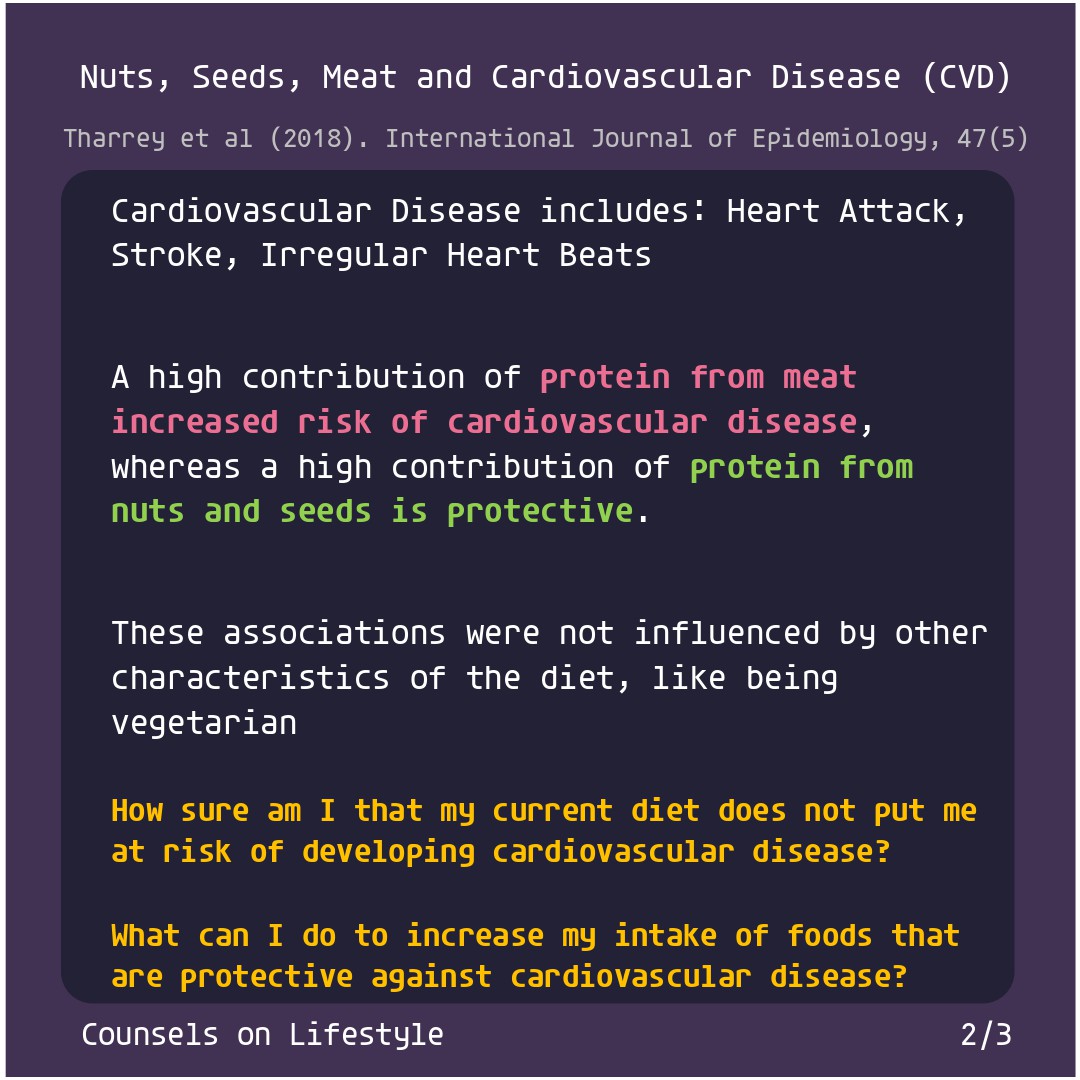 Nuts, Seeds, Meat and Cardiovascular Disease (CVD)
Tharrey et al (2018). International Journal of Epidemiology, 47(5)
Cardiovascular Disease includes: Heart Attack,
Stroke, Irregular Heart Beats
A high contribution of protein from meat
increased risk of cardiovascular disease,
whereas a high contribution of protein from
nuts and seeds is protective.
These associations were not influenced by other
characteristics of the diet, like being
vegetarian
How sure am I that my current diet does not put me
at risk of developing cardiovascular disease?
What can I do to increase my intake of foods that
are protective against cardiovascular disease?
Counsels on Lifestyle
2/3